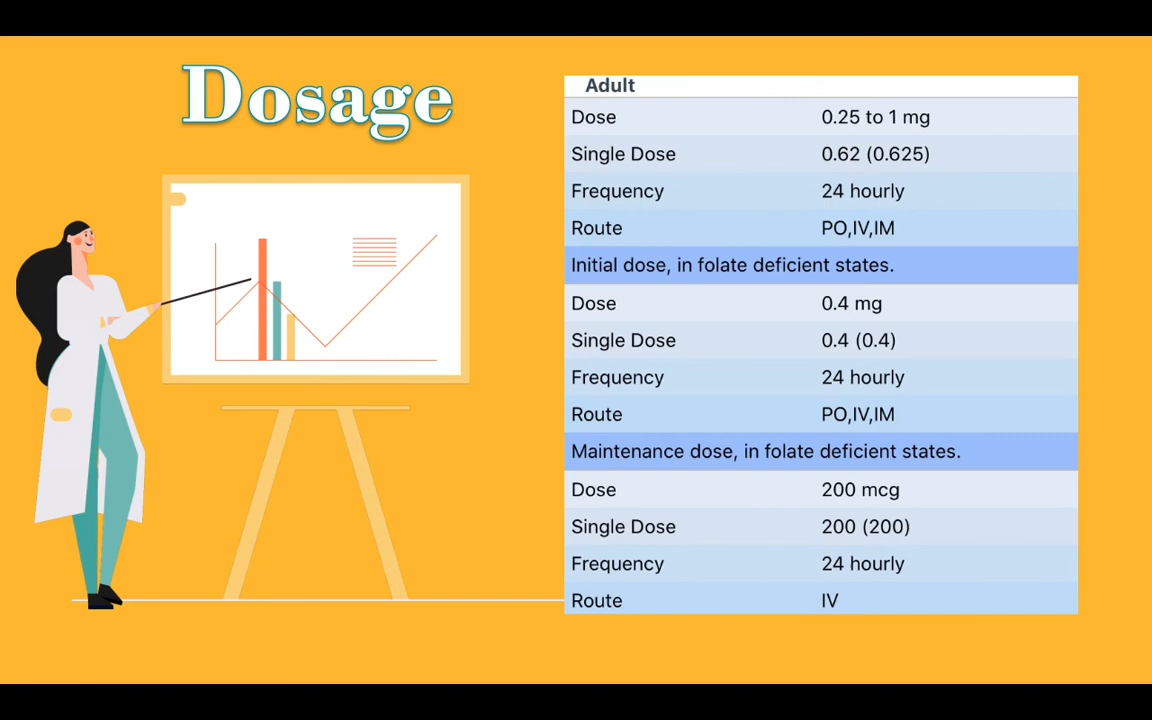 Dosage
Adult
Dose 0.25 to 1 mg
Single Dose 0.62 (0.625)
Frequency 24 hourly
Route PO,IV,IM
Initial dose, in folate deficient states.
Dose 0.4 mg
Single Dose 0.4 (0.4)
Frequency 24 hourly
Route PO,IV,IM
Maintenance dose, in folate deficient states.
Dose 200 mcg
Single Dose 200 (200)
Frequency 24 hourly
Route IV